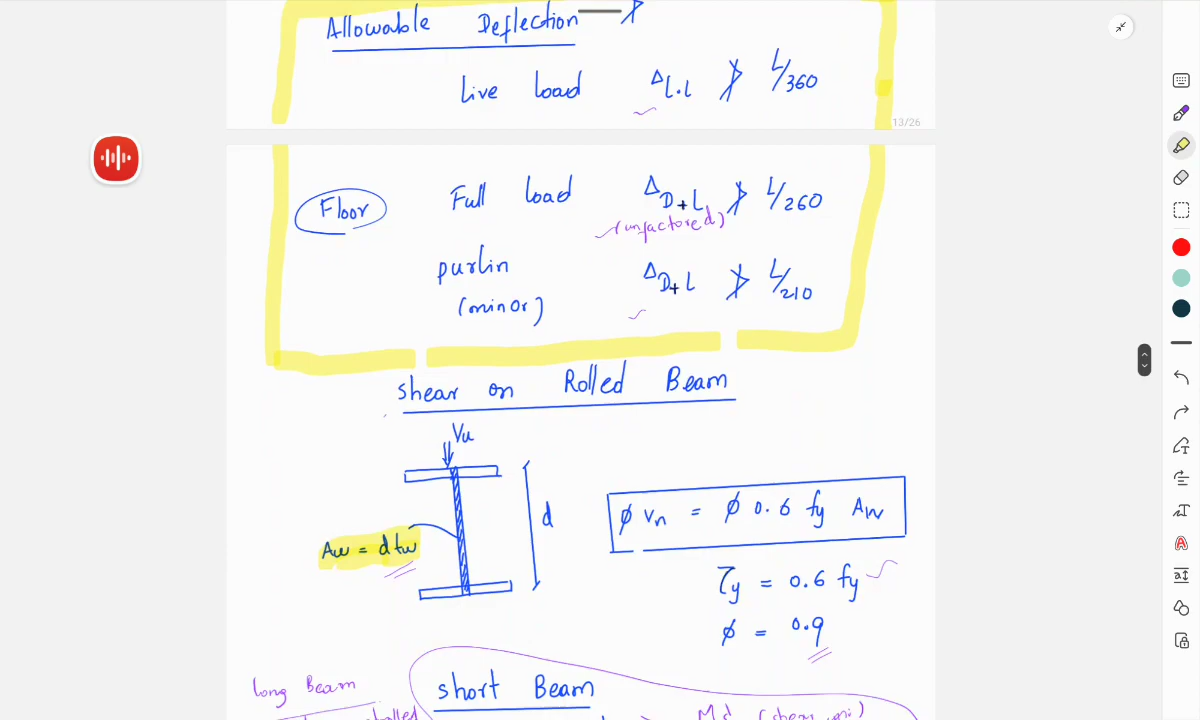 Allowable Deflection
Live load ΔL.L ≯ L/360
13/26
Floor
Full load ΔD+L ≯ L/260
(unfactored)
purlin ΔD+L ≯ L/210
(minor)
shear on Rolled Beam
Vu
d
Aw = d tw
ϕ Vn = ϕ 0.6 fy Aw
τy = 0.6 fy
ϕ = 0.9
long Beam
short Beam